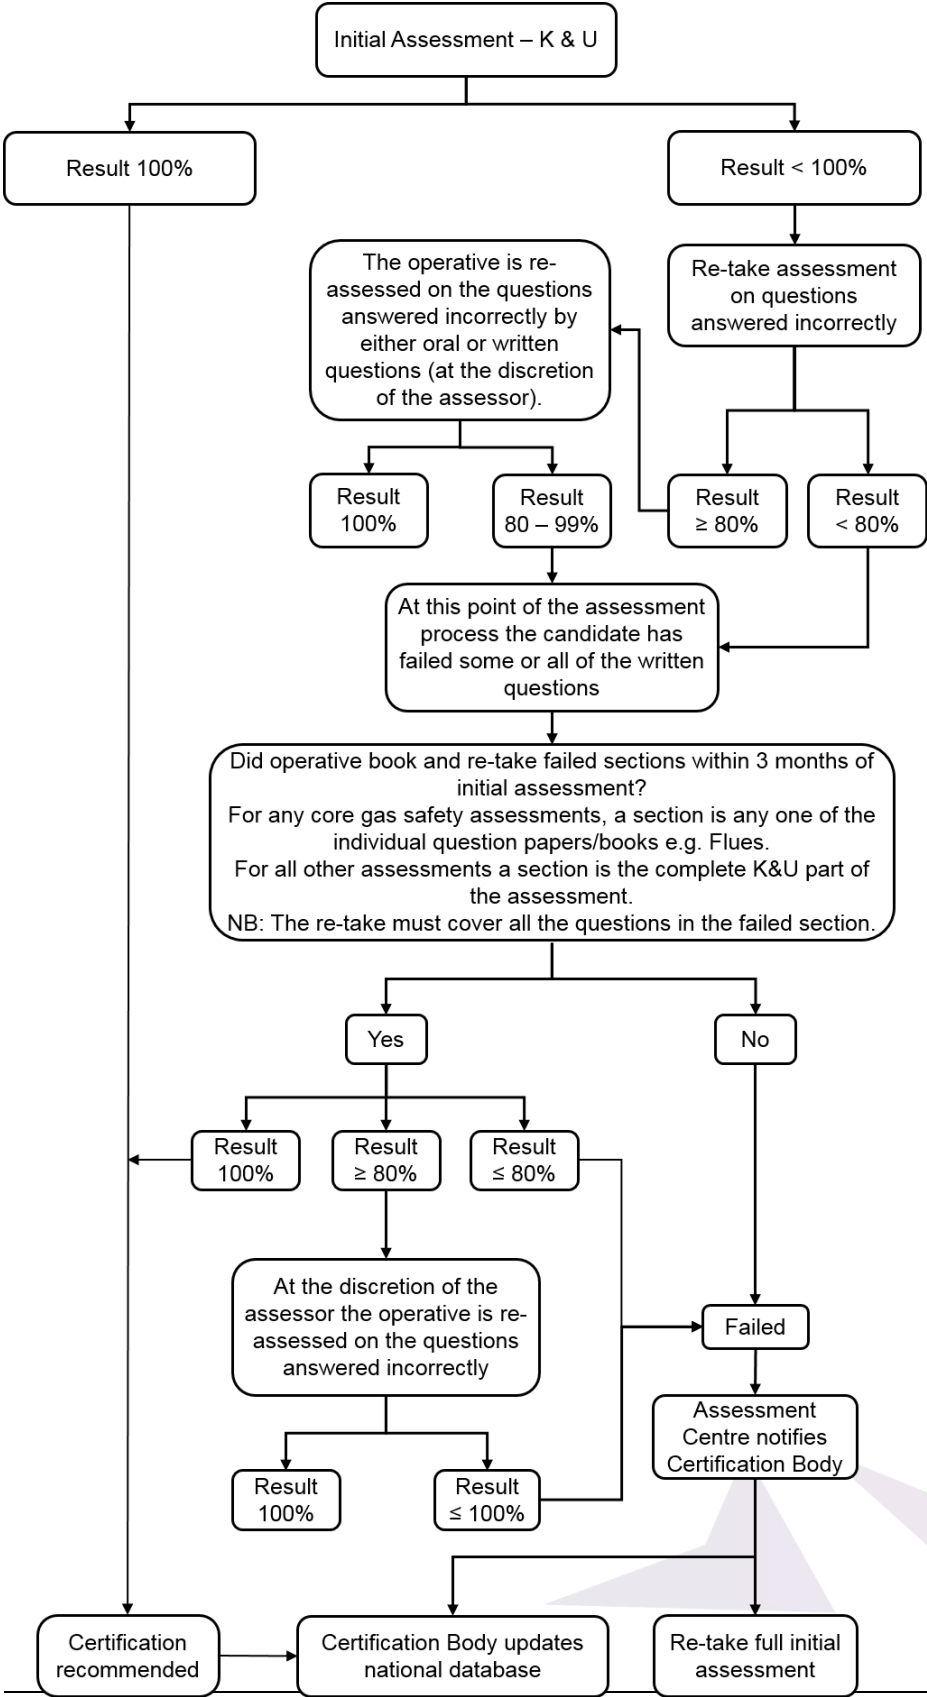 Initial Assessment – K & U
Result 100%
Result < 100%
Re-take assessment
on questions
answered incorrectly
The operative is re-
assessed on the questions
answered incorrectly by
either oral or written
questions (at the discretion
of the assessor).
Result
100%
Result
80 – 99%
Result
≥ 80%
Result
< 80%
At this point of the assessment
process the candidate has
failed some or all of the written
questions
Did operative book and re-take failed sections within 3 months of
initial assessment?
For any core gas safety assessments, a section is any one of the
individual question papers/books e.g. Flues.
For all other assessments a section is the complete K&U part of
the assessment.
NB: The re-take must cover all the questions in the failed section.
Yes
No
Result
100%
Result
≥ 80%
Result
≤ 80%
At the discretion of the
assessor the operative is re-
assessed on the questions
answered incorrectly
Failed
Assessment
Centre notifies
Certification Body
Result
100%
Result
≤ 100%
Certification
recommended
Certification Body updates
national database
Re-take full initial
assessment